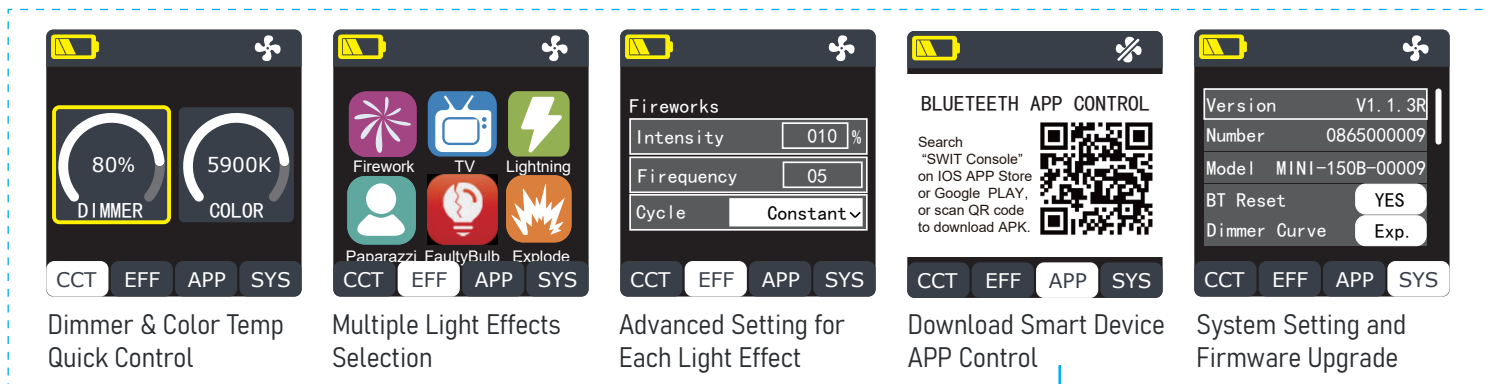 80%
DIMMER
5900K
COLOR
CCT EFF APP SYS
Dimmer & Color Temp
Quick Control
Firework TV Lightning
Paparazzi FaultyBulb Explode
CCT EFF APP SYS
Multiple Light Effects
Selection
Fireworks
Intensity 010 %
Firequency 05
Cycle Constant
CCT EFF APP SYS
Advanced Setting for
Each Light Effect
BLUETEETH APP CONTROL
Search
“SWIT Console”
on IOS APP Store
or Google PLAY,
or scan QR code
to download APK.
CCT EFF APP SYS
Download Smart Device
APP Control
Version V1.1.3R
Number 0865000009
Model MINI-150B-00009
BT Reset YES
Dimmer Curve Exp.
CCT EFF APP SYS
System Setting and
Firmware Upgrade